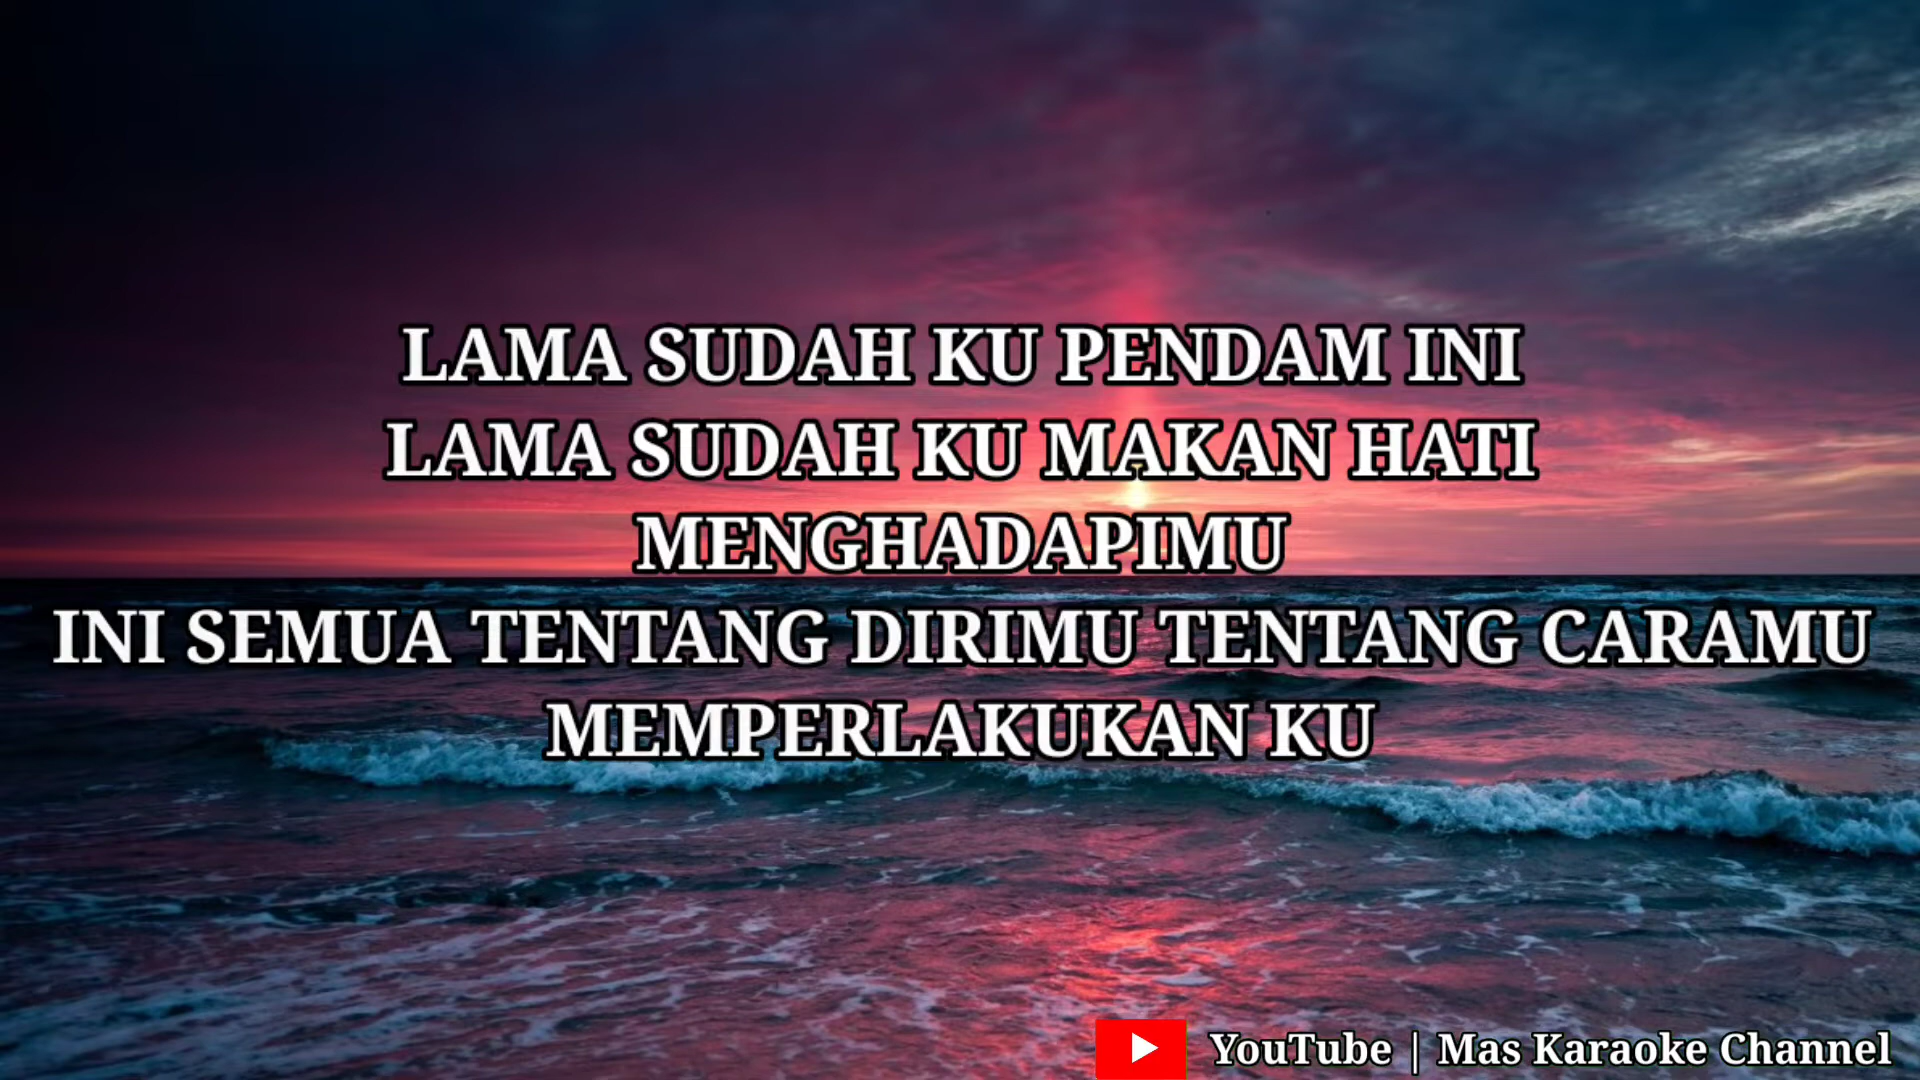 LAMA SUDAH KU PENDAM INI
LAMA SUDAH KU MAKAN HATI
MENGHADAPIMU
INI SEMUA TENTANG DIRIMU TENTANG CARAMU
MEMPERLAKUKAN KU
YouTube | Mas Karaoke Channel